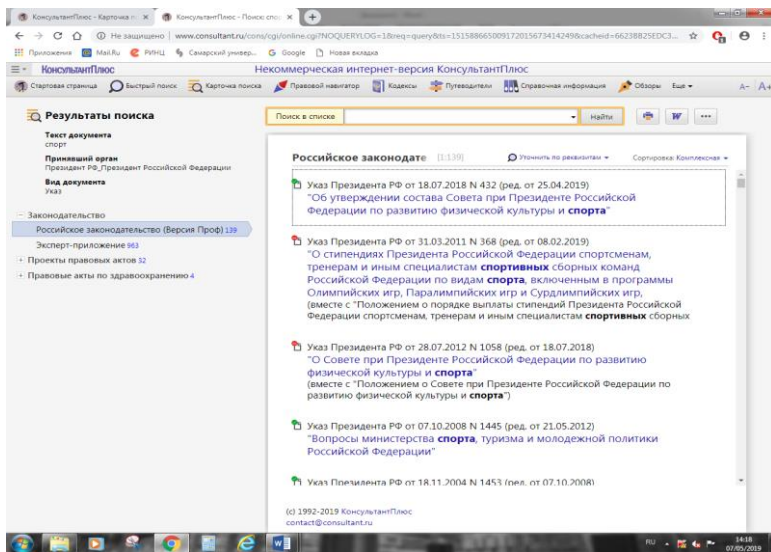 КонсультантПлюс - Карточка п
КонсультантПлюс - Поиск: спо
Не защищено | www.consultant.ru/cons/cgi/online.cgi?NOQUERYLOG=1&req=query&ts=15158866500917201567341424
Приложения Mail.Ru РИНЦ Самарский универ... Google Новая вкладка
КонсультантПлюс
Некоммерческая интернет-версия КонсультантПлюс
Стартовая страница Быстрый поиск Карточка поиска Правовой навигатор Кодексы Путеводители Справочная информация Обзоры Еще A- A+
Результаты поиска
Текст документа
спорт
Принявший орган
Президент РФ_Президент Российской Федерации
Вид документа
Указ
Законодательство
Российское законодательство (Версия Проф) 139
Эксперт-приложение 963
Проекты правовых актов 32
Правовые акты по здравоохранению 4
Поиск в списке Найти W ...
Российское законодате [1:139] Уточнить по реквизитам Сортировка: Комплексная
Указ Президента РФ от 18.07.2018 N 432 (ред. от 25.04.2019)
"Об утверждении состава Совета при Президенте Российской
Федерации по развитию физической культуры и спорта"
Указ Президента РФ от 31.03.2011 N 368 (ред. от 08.02.2019)
"О стипендиях Президента Российской Федерации спортсменам,
тренерам и иным специалистам спортивных сборных команд
Российской Федерации по видам спорта, включенным в программы
Олимпийских игр, Паралимпийских игр и Сурдлимпийских игр,
(вместе с "Положением о порядке выплаты стипендий Президента Российской
Федерации спортсменам, тренерам и иным специалистам спортивных сборных
Указ Президента РФ от 28.07.2012 N 1058 (ред. от 18.07.2018)
"О Совете при Президенте Российской Федерации по развитию
физической культуры и спорта"
(вместе с "Положением о Совете при Президенте Российской Федерации по
развитию физической культуры и спорта")
Указ Президента РФ от 07.10.2008 N 1445 (ред. от 21.05.2012)
"Вопросы министерства спорта, туризма и молодежной политики
Российской Федерации"
Указ Президента РФ от 18.11.2004 N 1453 (ред. от 07.10.2008)
(c) 1992-2019 КонсультантПлюс
contact@consultant.ru
RU 14:18
07/05/2019